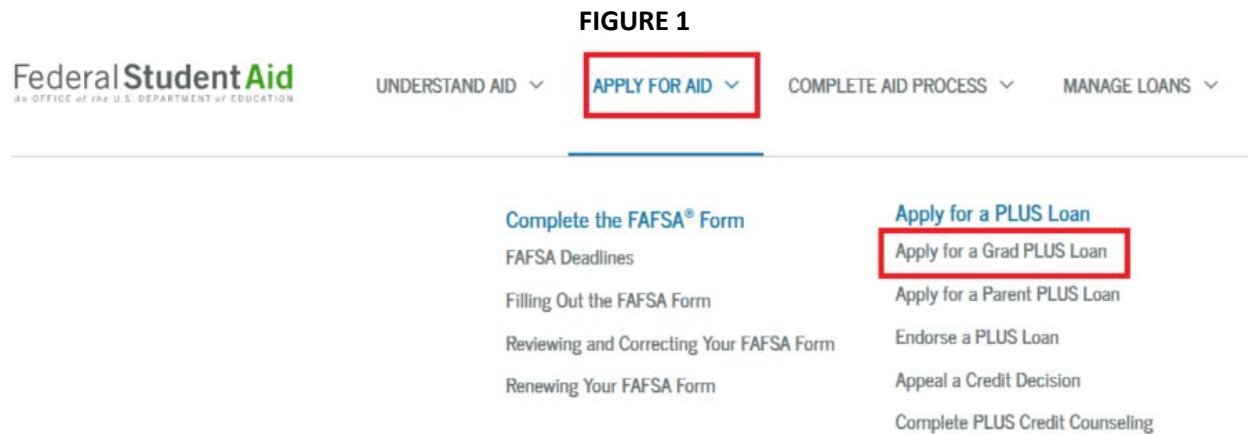 FIGURE 1
Federal Student Aid
An OFFICE of the U.S. DEPARTMENT of EDUCATION
UNDERSTAND AID
APPLY FOR AID
COMPLETE AID PROCESS
MANAGE LOANS
Complete the FAFSA® Form
FAFSA Deadlines
Filling Out the FAFSA Form
Reviewing and Correcting Your FAFSA Form
Renewing Your FAFSA Form
Apply for a PLUS Loan
Apply for a Grad PLUS Loan
Apply for a Parent PLUS Loan
Endorse a PLUS Loan
Appeal a Credit Decision
Complete PLUS Credit Counseling